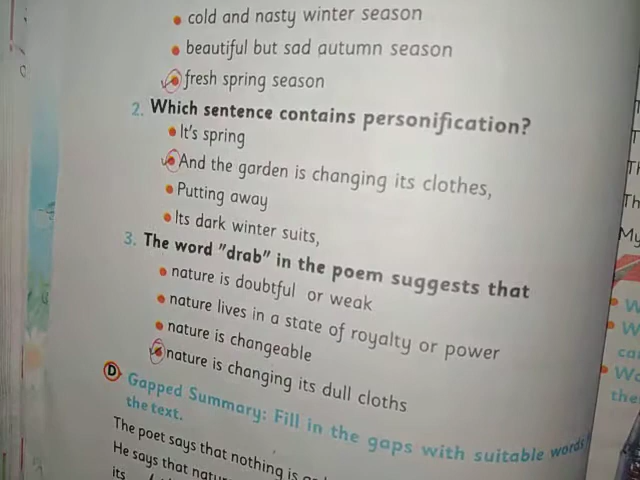 cold and nasty winter season
beautiful but sad autumn season
fresh spring season
2. Which sentence contains personification?
It's spring
And the garden is changing its clothes,
Putting away
Its dark winter suits,
3. The word "drab" in the poem suggests that
nature is doubtful or weak
nature lives in a state of royalty or power
nature is changeable
nature is changing its dull cloths
D Gapped Summary: Fill in the gaps with suitable words
the text.
The poet says that nothing is
He says that
its
My
the